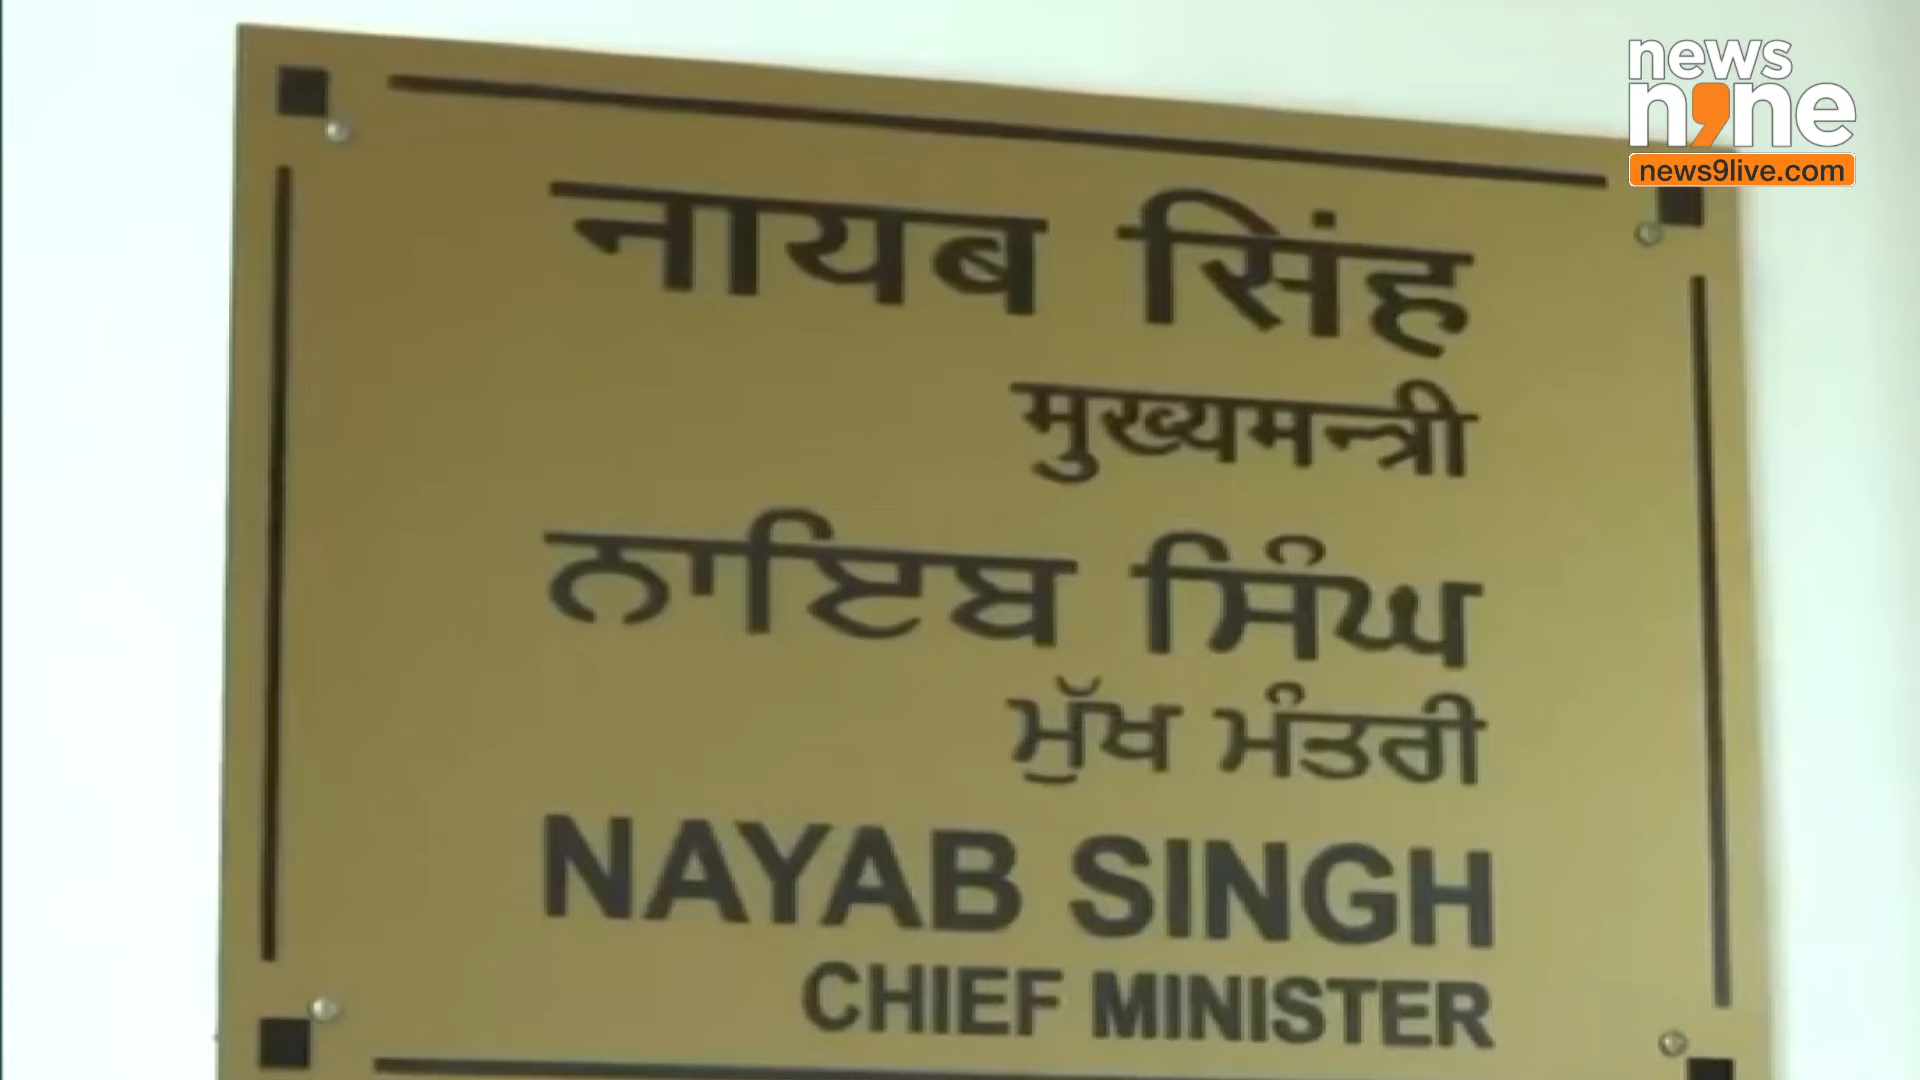 news
nine
news9live.com
नायब सिंह
मुख्यमन्त्री
ਨਾਇਬ ਸਿੰਘ
ਮੁੱਖ ਮੰਤਰੀ
NAYAB SINGH
CHIEF MINISTER